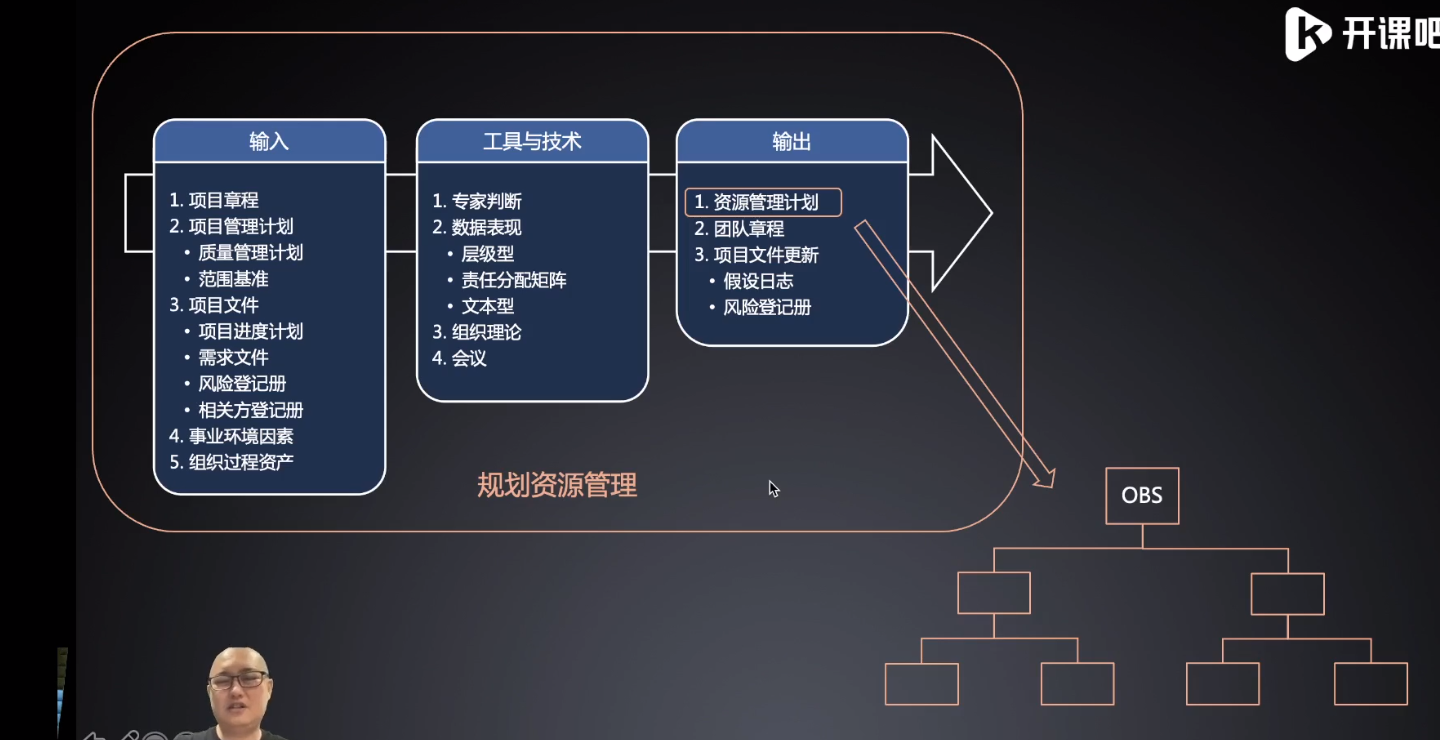 开课吧
输入
1. 项目章程
2. 项目管理计划
• 质量管理计划
• 范围基准
3. 项目文件
• 项目进度计划
• 需求文件
• 风险登记册
• 相关方登记册
4. 事业环境因素
5. 组织过程资产
工具与技术
1. 专家判断
2. 数据表现
• 层级型
• 责任分配矩阵
• 文本型
3. 组织理论
4. 会议
输出
1. 资源管理计划
2. 团队章程
3. 项目文件更新
• 假设日志
• 风险登记册
规划资源管理
OBS